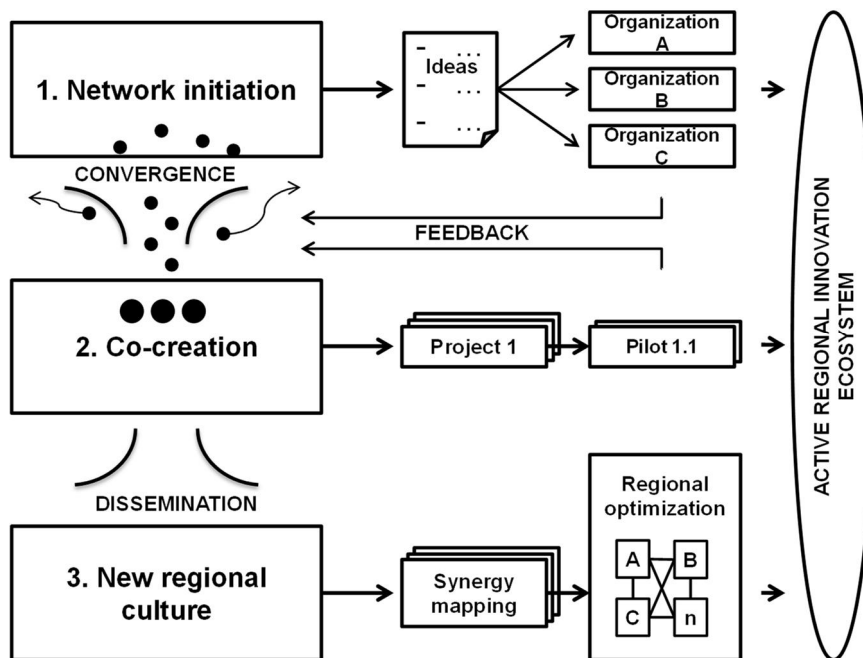 1. Network initiation
- ...
Ideas
- ...
- ...
Organization
A
Organization
B
Organization
C
CONVERGENCE
FEEDBACK
2. Co-creation
Project 1
Pilot 1.1
DISSEMINATION
3. New regional
culture
Synergy
mapping
Regional
optimization
A B
C n
ACTIVE REGIONAL INNOVATION
ECOSYSTEM